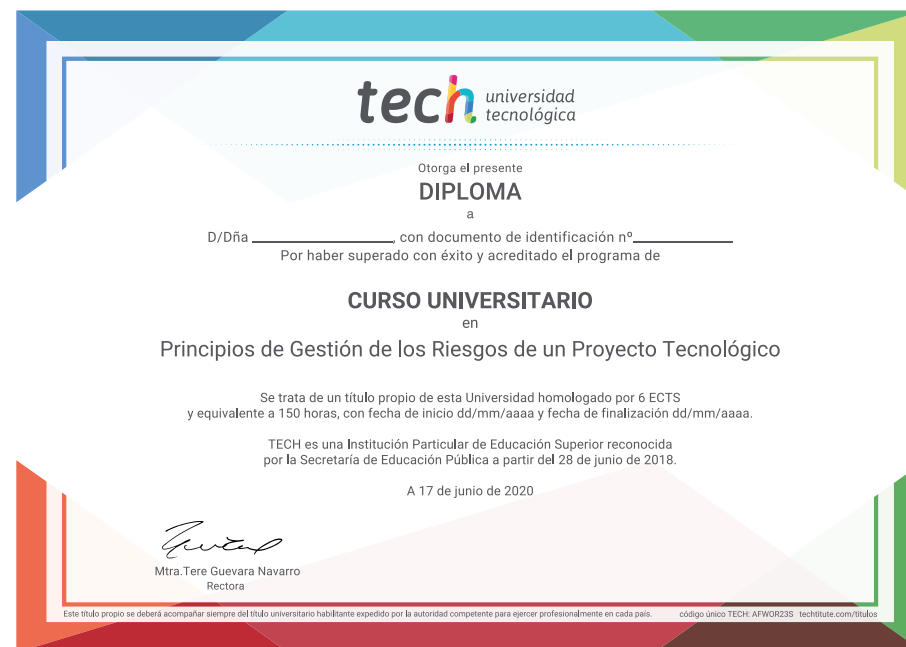 tech universidad
tecnológica
Otorga el presente
DIPLOMA
a
D/Dña ____________________, con documento de identificación nº______________
Por haber superado con éxito y acreditado el programa de
CURSO UNIVERSITARIO
en
Principios de Gestión de los Riesgos de un Proyecto Tecnológico
Se trata de un título propio de esta Universidad homologado por 6 ECTS
y equivalente a 150 horas, con fecha de inicio dd/mm/aaaa y fecha de finalización dd/mm/aaaa.
TECH es una Institución Particular de Educación Superior reconocida
por la Secretaría de Educación Pública a partir del 28 de junio de 2018.
A 17 de junio de 2020
Mtra.Tere Guevara Navarro
Rectora
Este título propio se deberá acompañar siempre del título universitario habilitante expedido por la autoridad competente para ejercer profesionalmente en cada país. código único TECH: AFWOR23S techtitute.com/titulos